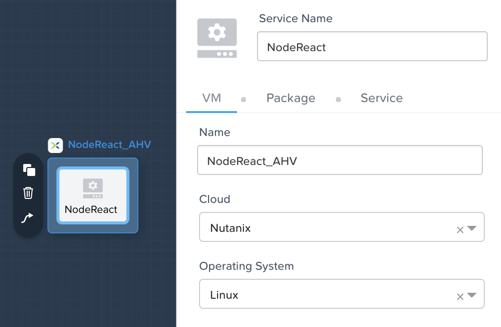 NodeReact_AHV
NodeReact
Service Name
NodeReact
VM Package Service
Name
NodeReact_AHV
Cloud
Nutanix
Operating System
Linux